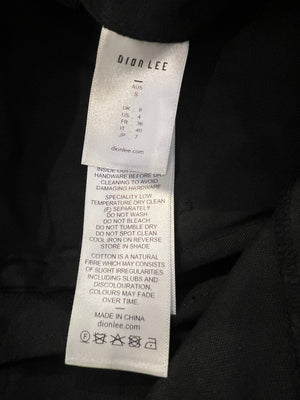 DION LEE
AUS
S
UK . 8
US . 4
FR . 36
IT . 40
JP . 7
dionlee.com
HARDWARE BEFORE DRY
CLEANING TO AVOID
DAMAGING HARDWARE
SPECIALITY LOW
TEMPERATURE DRY CLEAN
(F) SEPARATELY
DO NOT WASH
DO NOT BLEACH
DO NOT TUMBLE DRY
DO NOT SPOT CLEAN
COOL IRON ON REVERSE
STORE IN SHADE
COTTON IS A NATURAL
FIBRE WHICH MAY CONSISTS
OF SLIGHT IRREGULARITIES
INCLUDING SLUBS AND
DISCOLOURATION,
COLOURS MAY FADE
OVER TIME.
MADE IN CHINA
dionlee.com
F